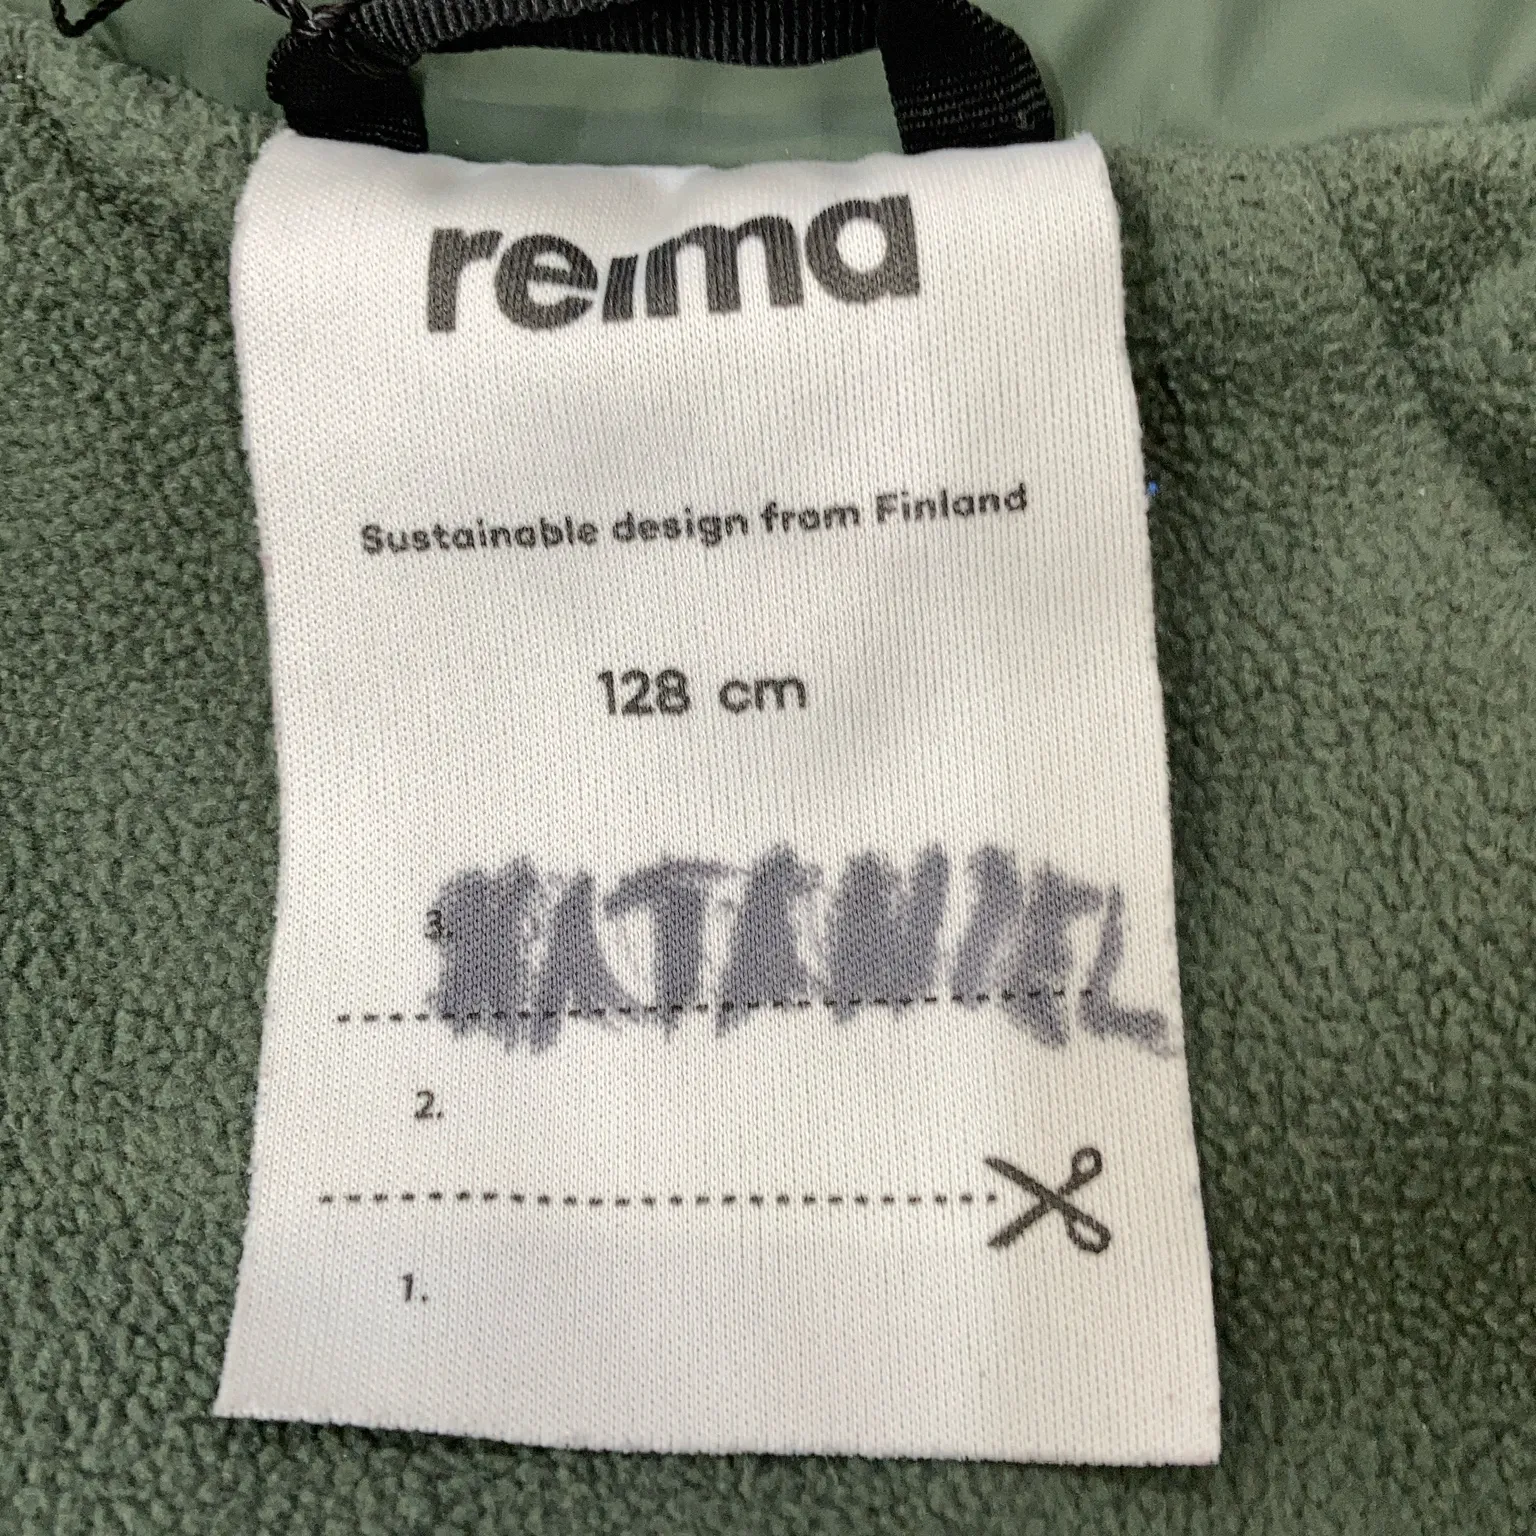 reima
Sustainable design from Finland
128 cm
3.
2.
1.